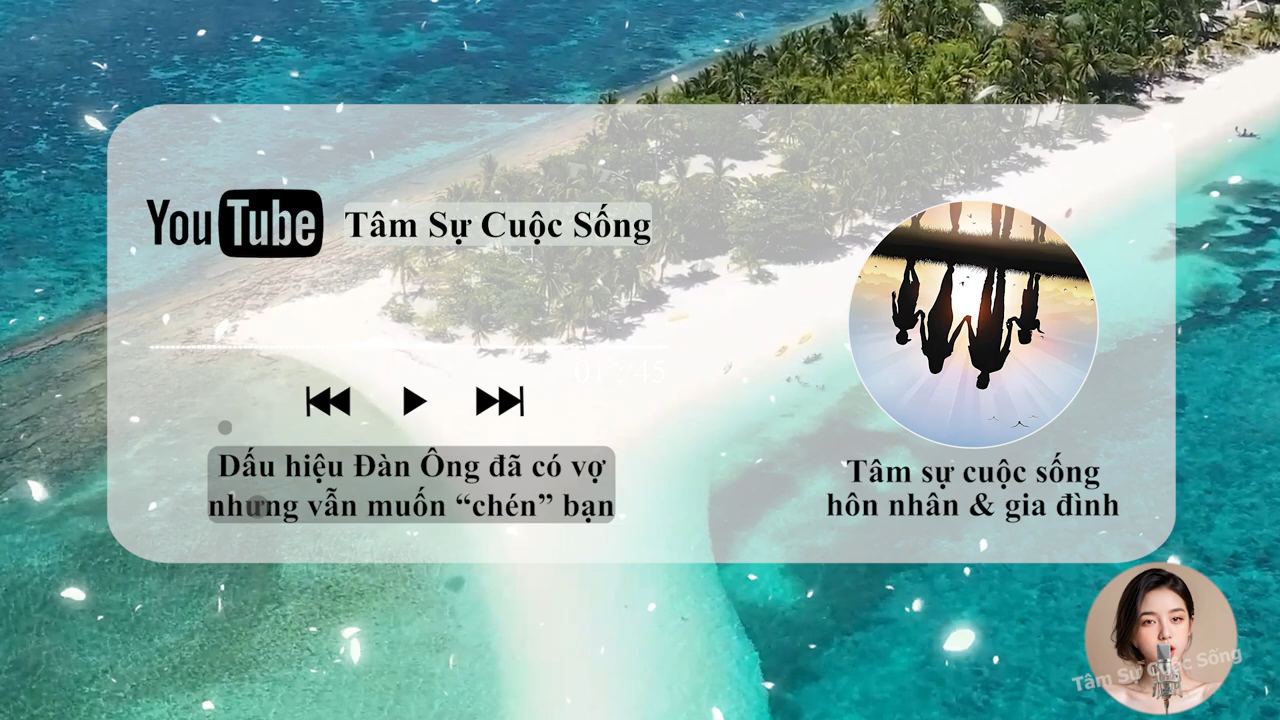 YouTube
Tâm Sự Cuộc Sống
01 : 45
Dấu hiệu Đàn Ông đã có vợ
nhưng vẫn muốn “chén” bạn
Tâm sự cuộc sống
hôn nhân & gia đình
Tâm Sự Cuộc Sống